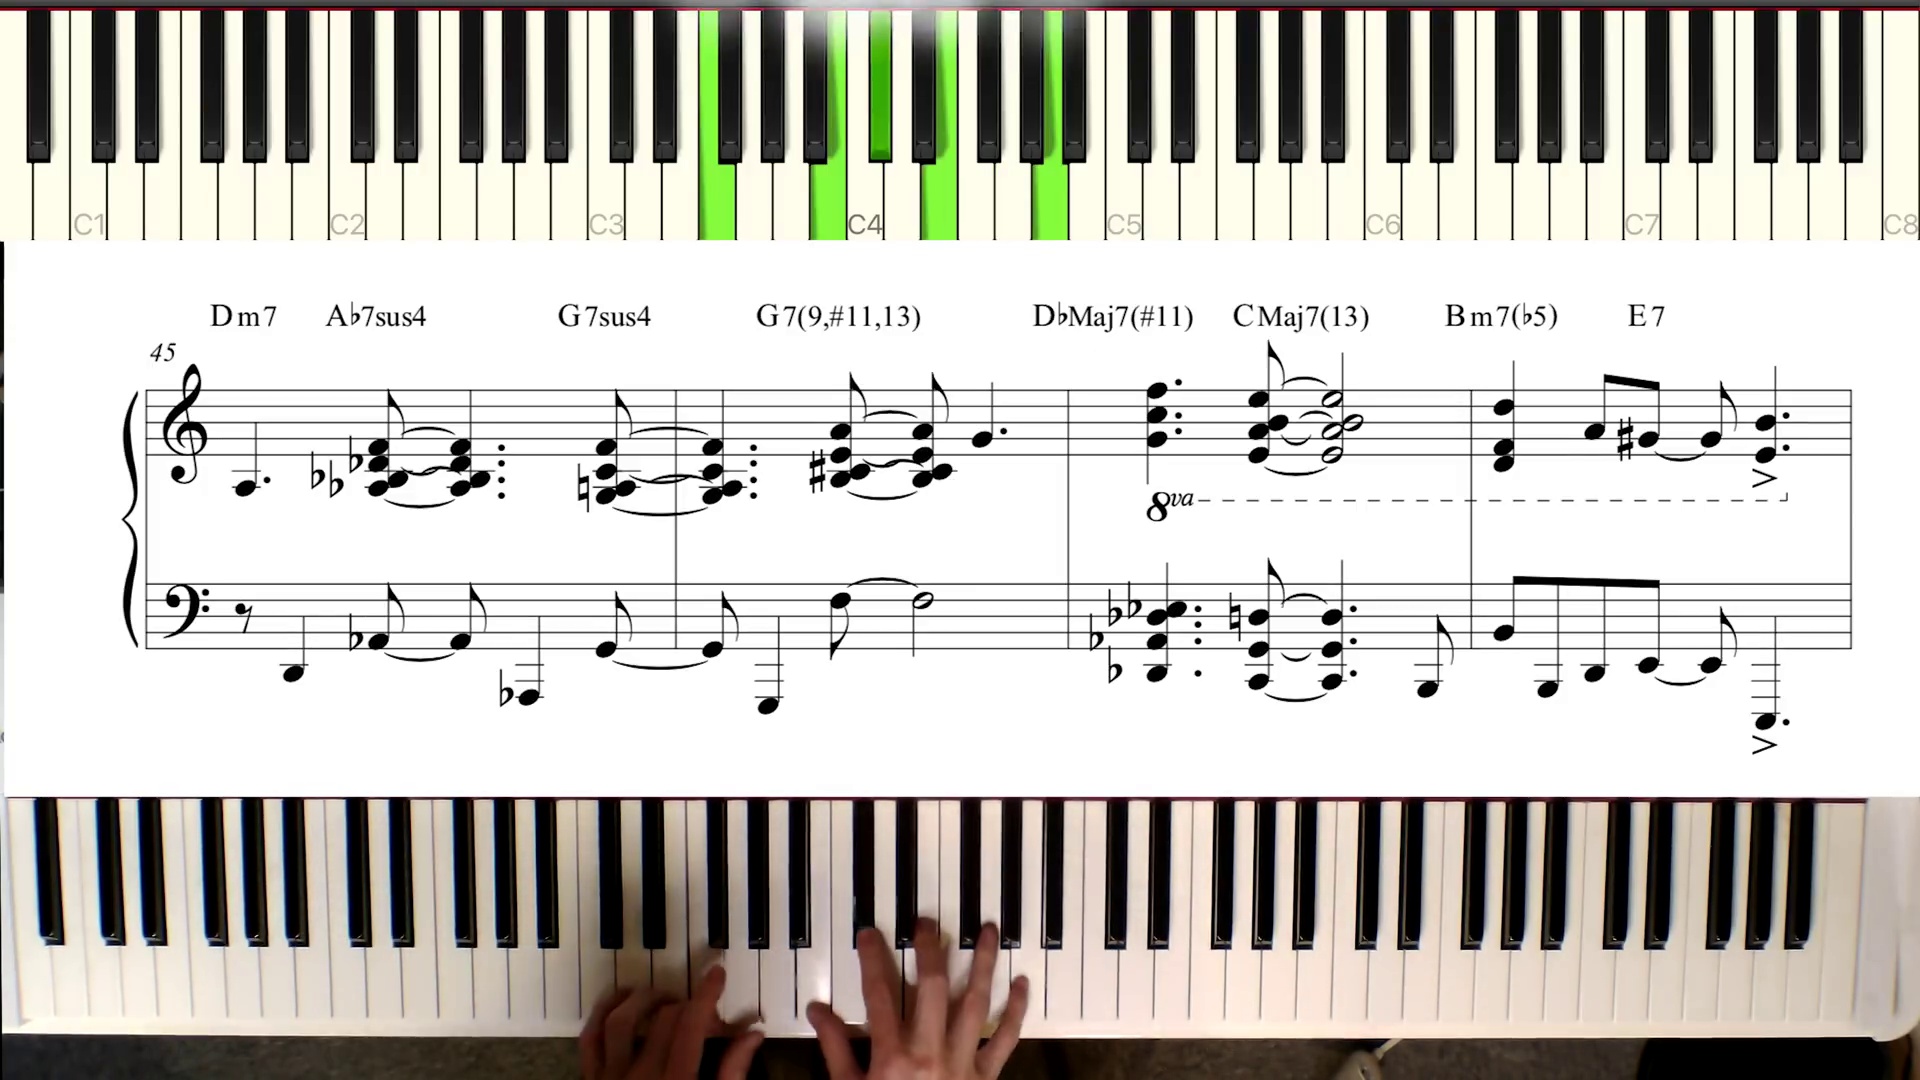 C1 C2 C3 C4 C5 C6 C7 C8
Dm7 A♭7sus4 G7sus4 G7(9,#11,13) D♭Maj7(#11) CMaj7(13) Bm7(♭5) E7
45
8va